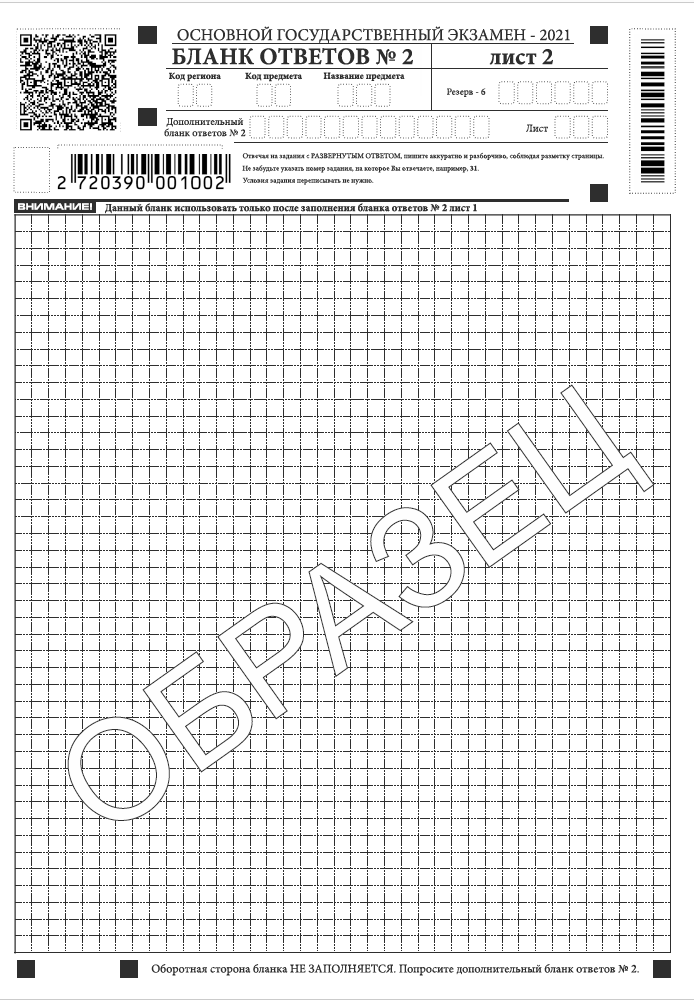 ОСНОВНОЙ ГОСУДАРСТВЕННЫЙ ЭКЗАМЕН - 2021
БЛАНК ОТВЕТОВ № 2 лист 2
Код региона Код предмета Название предмета
Резерв - 6
Дополнительный
бланк ответов № 2
Лист
Отвечая на задания с РАЗВЕРНУТЫМ ОТВЕТОМ, пишите аккуратно и разборчиво, соблюдая разметку страницы.
Не забудьте указать номер задания, на которое Вы отвечаете, например, 31.
Условия задания переписывать не нужно.
2 720390 001002
ВНИМАНИЕ! Данный бланк использовать только после заполнения бланка ответов № 2 лист 1
ОБРАЗЕЦ
Оборотная сторона бланка НЕ ЗАПОЛНЯЕТСЯ. Попросите дополнительный бланк ответов № 2.